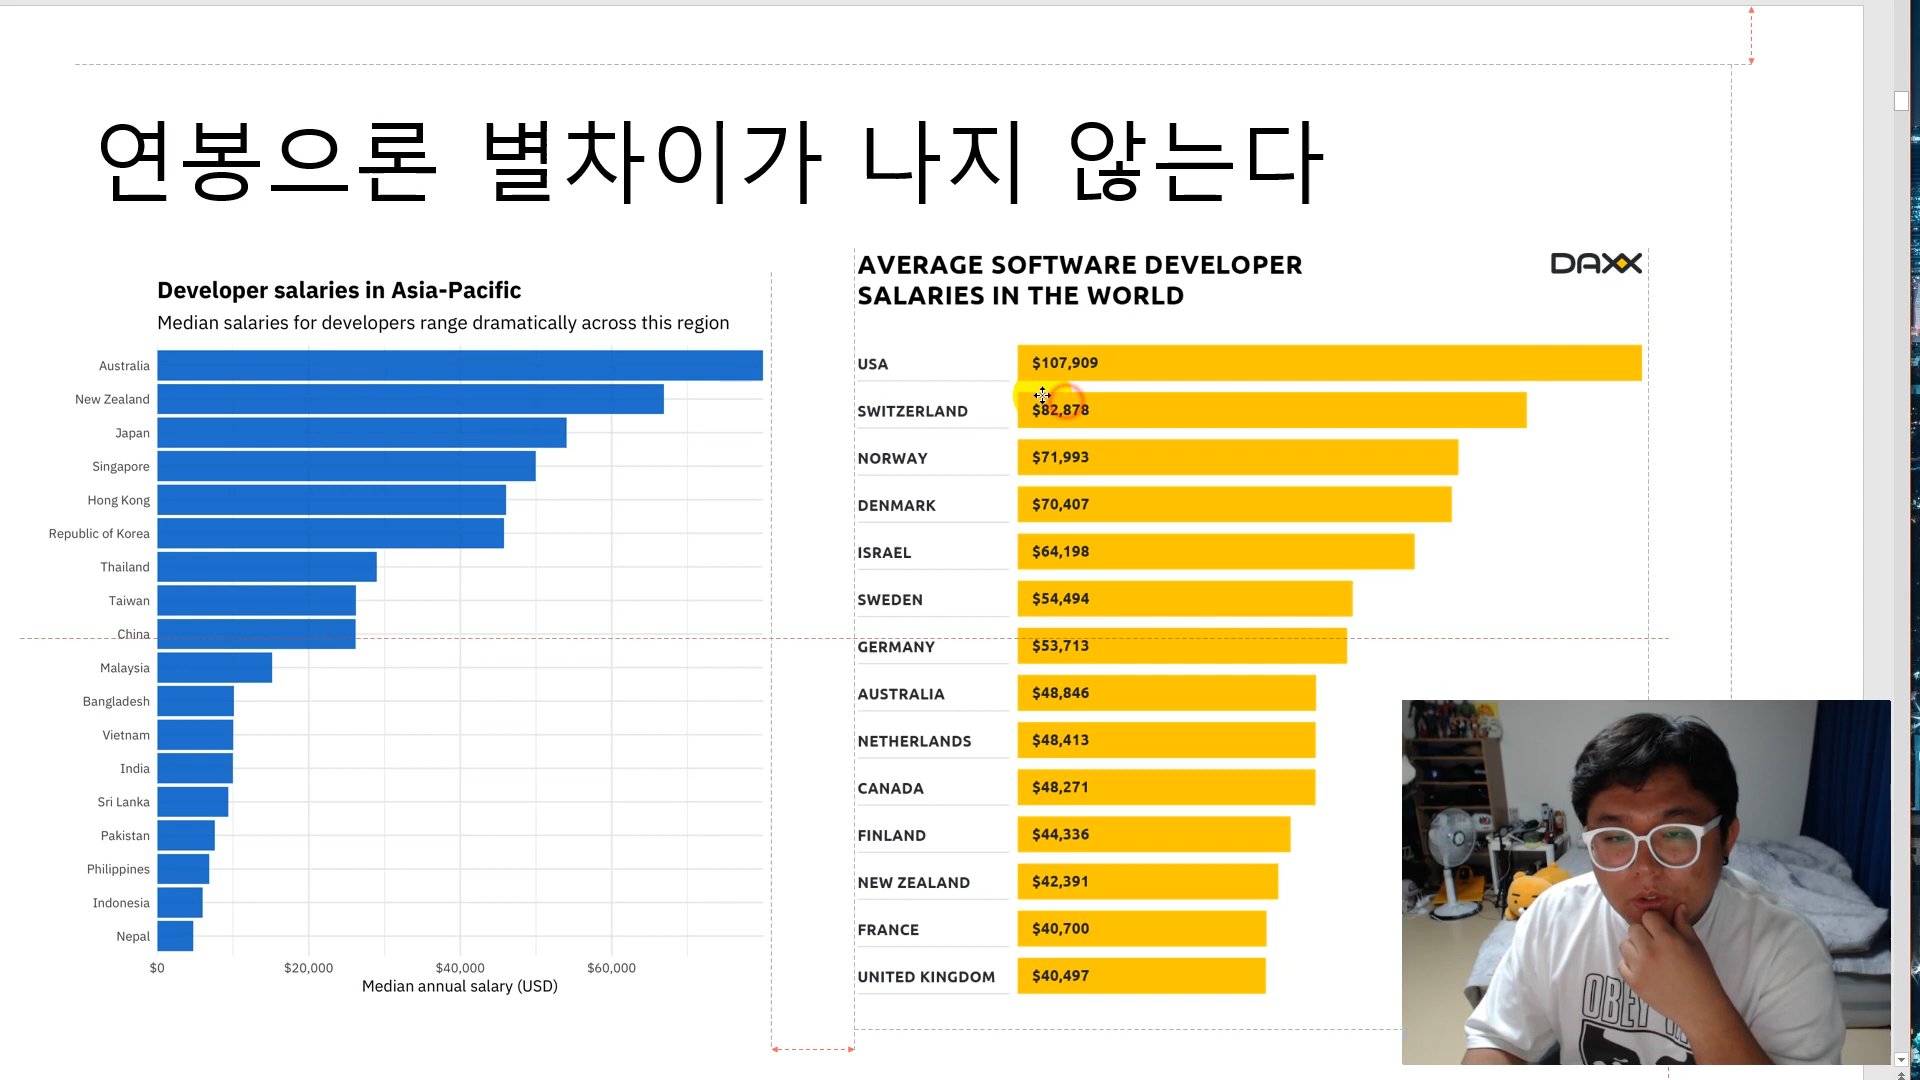 연봉으론 별차이가 나지 않는다
Developer salaries in Asia-Pacific
Median salaries for developers range dramatically across this region
Australia
New Zealand
Japan
Singapore
Hong Kong
Republic of Korea
Thailand
Taiwan
China
Malaysia
Bangladesh
Vietnam
India
Sri Lanka
Pakistan
Philippines
Indonesia
Nepal
$0 $20,000 $40,000 $60,000
Median annual salary (USD)
AVERAGE SOFTWARE DEVELOPER
SALARIES IN THE WORLD
DAXX
USA $107,909
SWITZERLAND $82,878
NORWAY $71,993
DENMARK $70,407
ISRAEL $64,198
SWEDEN $54,494
GERMANY $53,713
AUSTRALIA $48,846
NETHERLANDS $48,413
CANADA $48,271
FINLAND $44,336
NEW ZEALAND $42,391
FRANCE $40,700
UNITED KINGDOM $40,497
OBEY